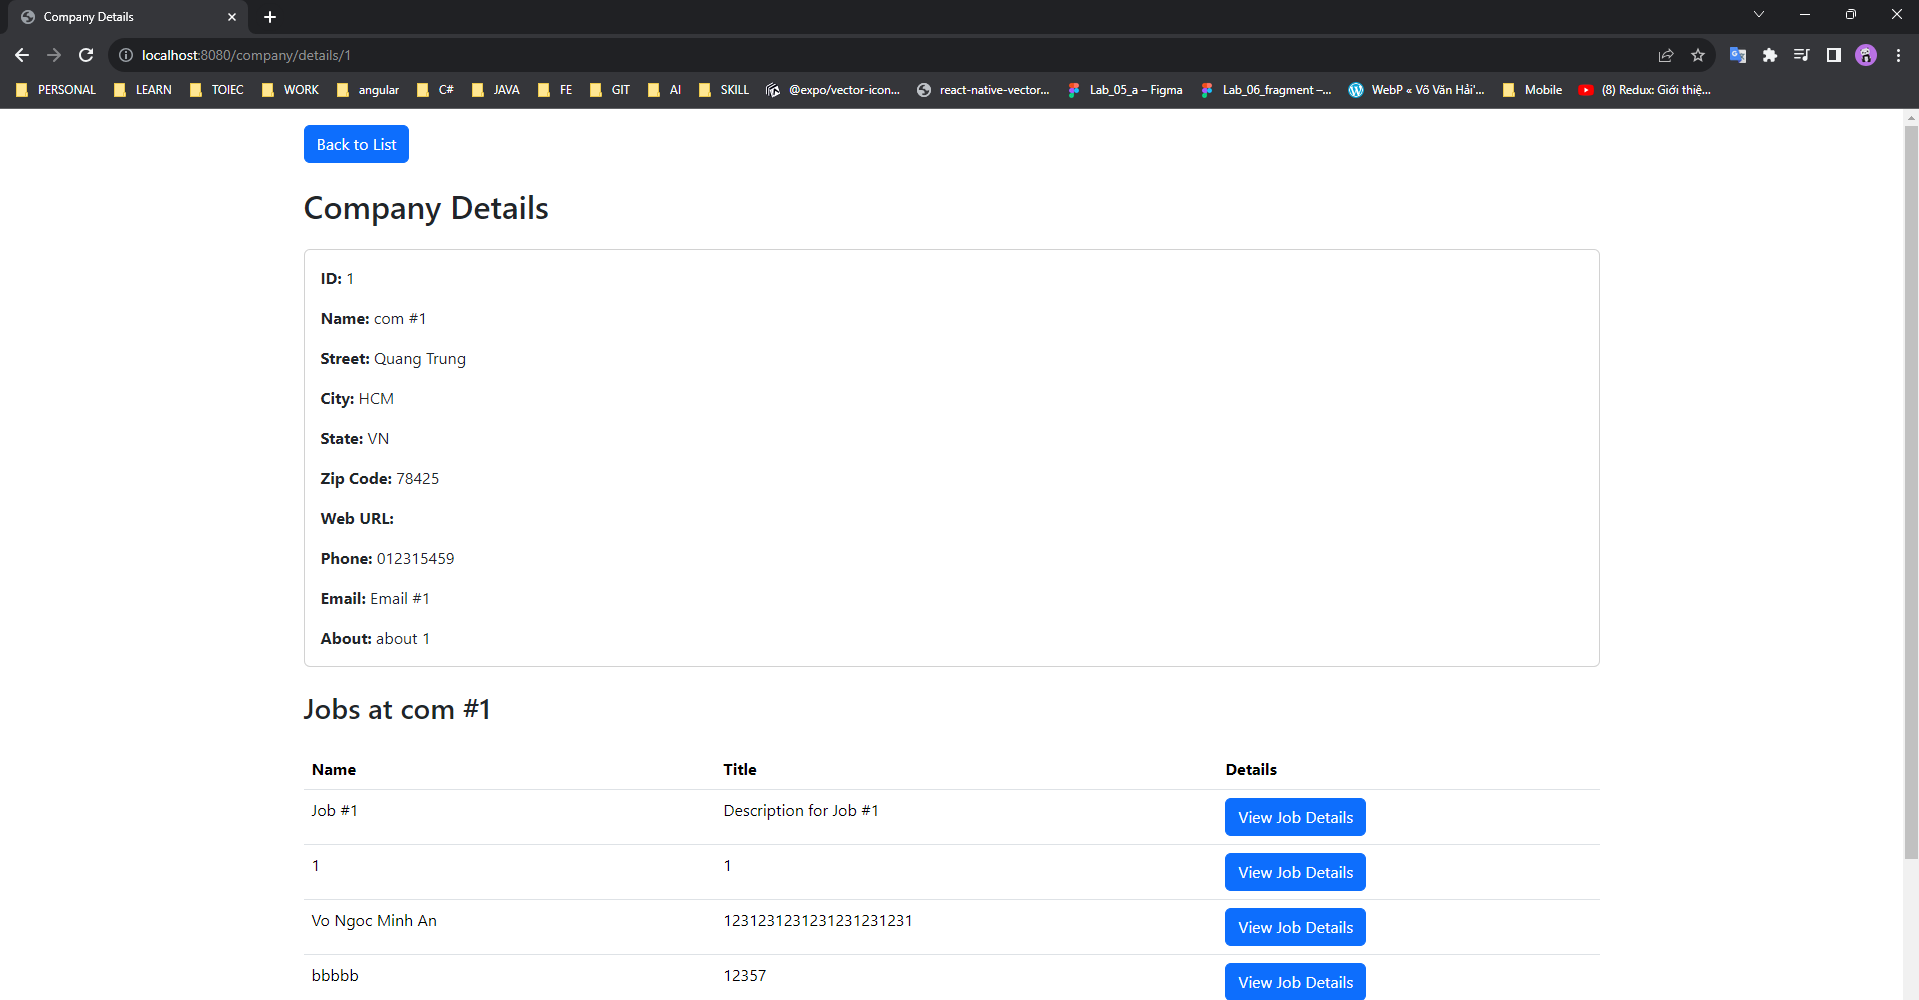 Company Details
localhost:8080/company/details/1
PERSONAL LEARN TOIEC WORK angular C# JAVA FE GIT AI SKILL @expo/vector-icon... react-native-vector... Lab_05_a – Figma Lab_06_fragment –... WebP « Võ Văn Hải'... Mobile (8) Redux: Giới thiệ...
Back to List
Company Details
ID: 1
Name: com #1
Street: Quang Trung
City: HCM
State: VN
Zip Code: 78425
Web URL:
Phone: 012315459
Email: Email #1
About: about 1
Jobs at com #1
Name Title Details
Job #1 Description for Job #1 View Job Details
1 1 View Job Details
Vo Ngoc Minh An 1231231231231231231231 View Job Details
bbbbb 12357 View Job Details